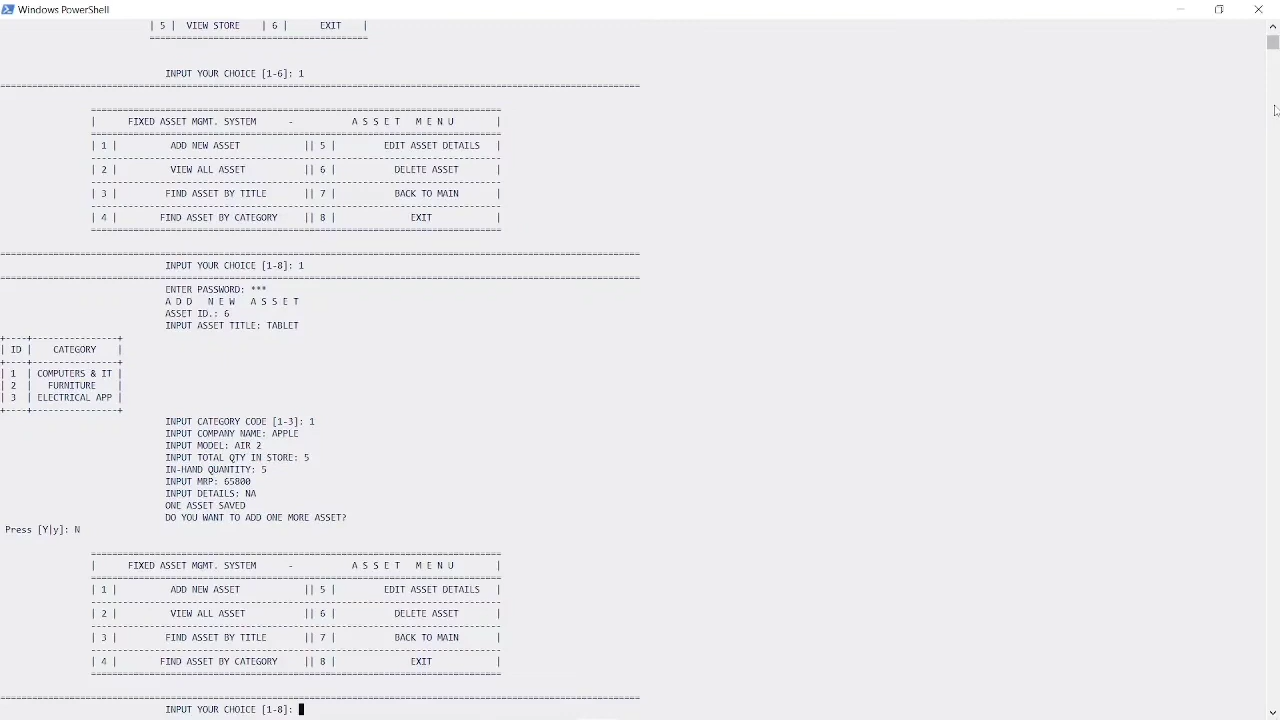 Windows PowerShell
| 5 | VIEW STORE | 6 | EXIT |
=========================================
INPUT YOUR CHOICE [1-6]: 1
========================================================================================================================
=============================================================================
| FIXED ASSET MGMT. SYSTEM - A S S E T M E N U |
=============================================================================
| 1 | ADD NEW ASSET || 5 | EDIT ASSET DETAILS |
-----------------------------------------------------------------------------
| 2 | VIEW ALL ASSET || 6 | DELETE ASSET |
-----------------------------------------------------------------------------
| 3 | FIND ASSET BY TITLE || 7 | BACK TO MAIN |
-----------------------------------------------------------------------------
| 4 | FIND ASSET BY CATEGORY || 8 | EXIT |
=============================================================================
========================================================================================================================
INPUT YOUR CHOICE [1-8]: 1
========================================================================================================================
ENTER PASSWORD: ***
A D D N E W A S S E T
ASSET ID.: 6
INPUT ASSET TITLE: TABLET
+----+----------------+
| ID | CATEGORY |
+----+----------------+
| 1 | COMPUTERS & IT |
| 2 | FURNITURE |
| 3 | ELECTRICAL APP |
+----+----------------+
INPUT CATEGORY CODE [1-3]: 1
INPUT COMPANY NAME: APPLE
INPUT MODEL: AIR 2
INPUT TOTAL QTY IN STORE: 5
IN-HAND QUANTITY: 5
INPUT MRP: 65800
INPUT DETAILS: NA
ONE ASSET SAVED
DO YOU WANT TO ADD ONE MORE ASSET?
Press [Y|y]: N
=============================================================================
| FIXED ASSET MGMT. SYSTEM - A S S E T M E N U |
=============================================================================
| 1 | ADD NEW ASSET || 5 | EDIT ASSET DETAILS |
-----------------------------------------------------------------------------
| 2 | VIEW ALL ASSET || 6 | DELETE ASSET |
-----------------------------------------------------------------------------
| 3 | FIND ASSET BY TITLE || 7 | BACK TO MAIN |
-----------------------------------------------------------------------------
| 4 | FIND ASSET BY CATEGORY || 8 | EXIT |
=============================================================================
========================================================================================================================
INPUT YOUR CHOICE [1-8]: